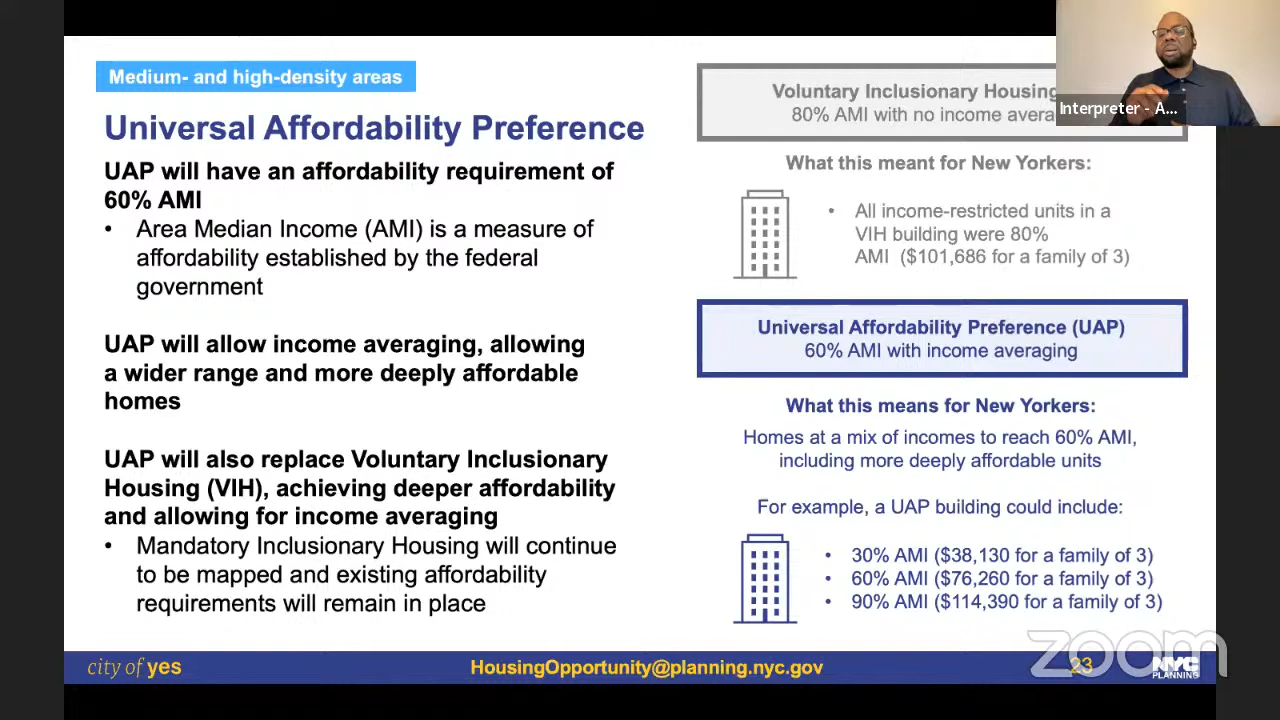 Medium- and high-density areas
Universal Affordability Preference
UAP will have an affordability requirement of
60% AMI
• Area Median Income (AMI) is a measure of
affordability established by the federal
government
UAP will allow income averaging, allowing
a wider range and more deeply affordable
homes
UAP will also replace Voluntary Inclusionary
Housing (VIH), achieving deeper affordability
and allowing for income averaging
• Mandatory Inclusionary Housing will continue
to be mapped and existing affordability
requirements will remain in place
Voluntary Inclusionary Housing
80% AMI with no income avera
What this meant for New Yorkers:
• All income-restricted units in a
VIH building were 80%
AMI ($101,686 for a family of 3)
Universal Affordability Preference (UAP)
60% AMI with income averaging
What this means for New Yorkers:
Homes at a mix of incomes to reach 60% AMI,
including more deeply affordable units
For example, a UAP building could include:
• 30% AMI ($38,130 for a family of 3)
• 60% AMI ($76,260 for a family of 3)
• 90% AMI ($114,390 for a family of 3)
Interpreter - A...
city of yes
HousingOpportunity@planning.nyc.gov
23
zoom
NYC
PLANNING